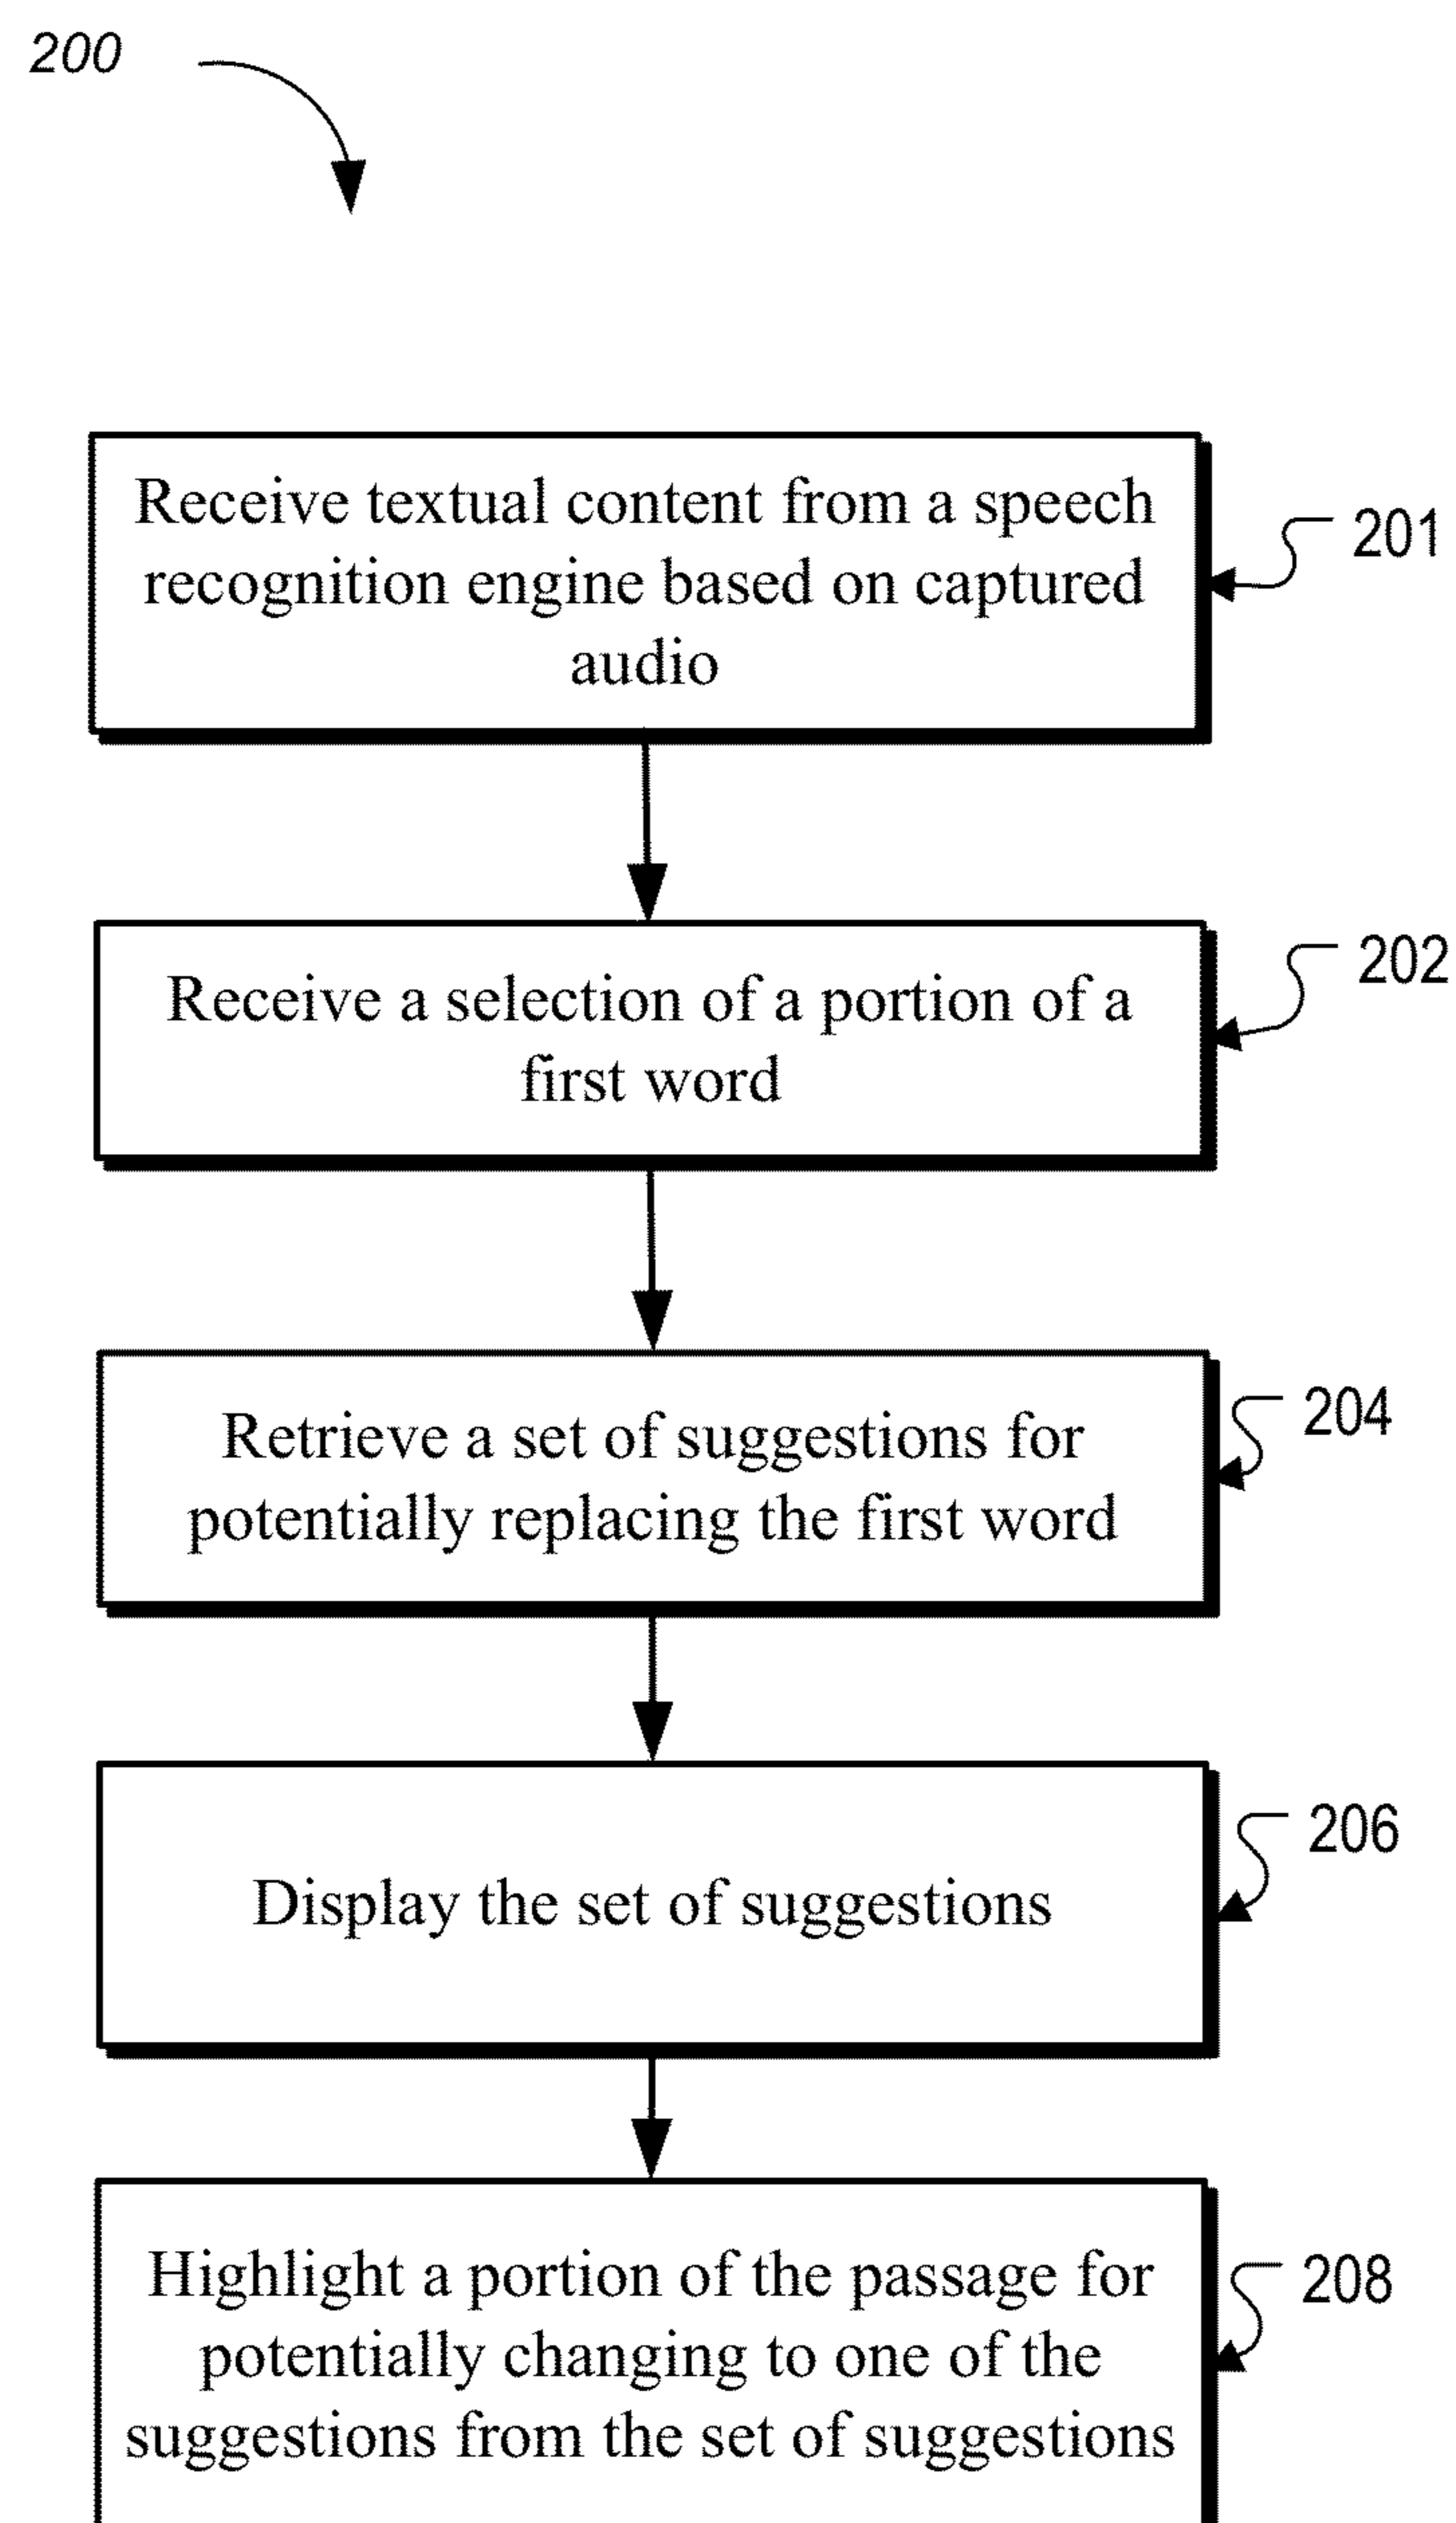 200
Receive textual content from a speech
recognition engine based on captured
audio
201
Receive a selection of a portion of a
first word
202
Retrieve a set of suggestions for
potentially replacing the first word
204
Display the set of suggestions
206
Highlight a portion of the passage for
potentially changing to one of the
suggestions from the set of suggestions
208